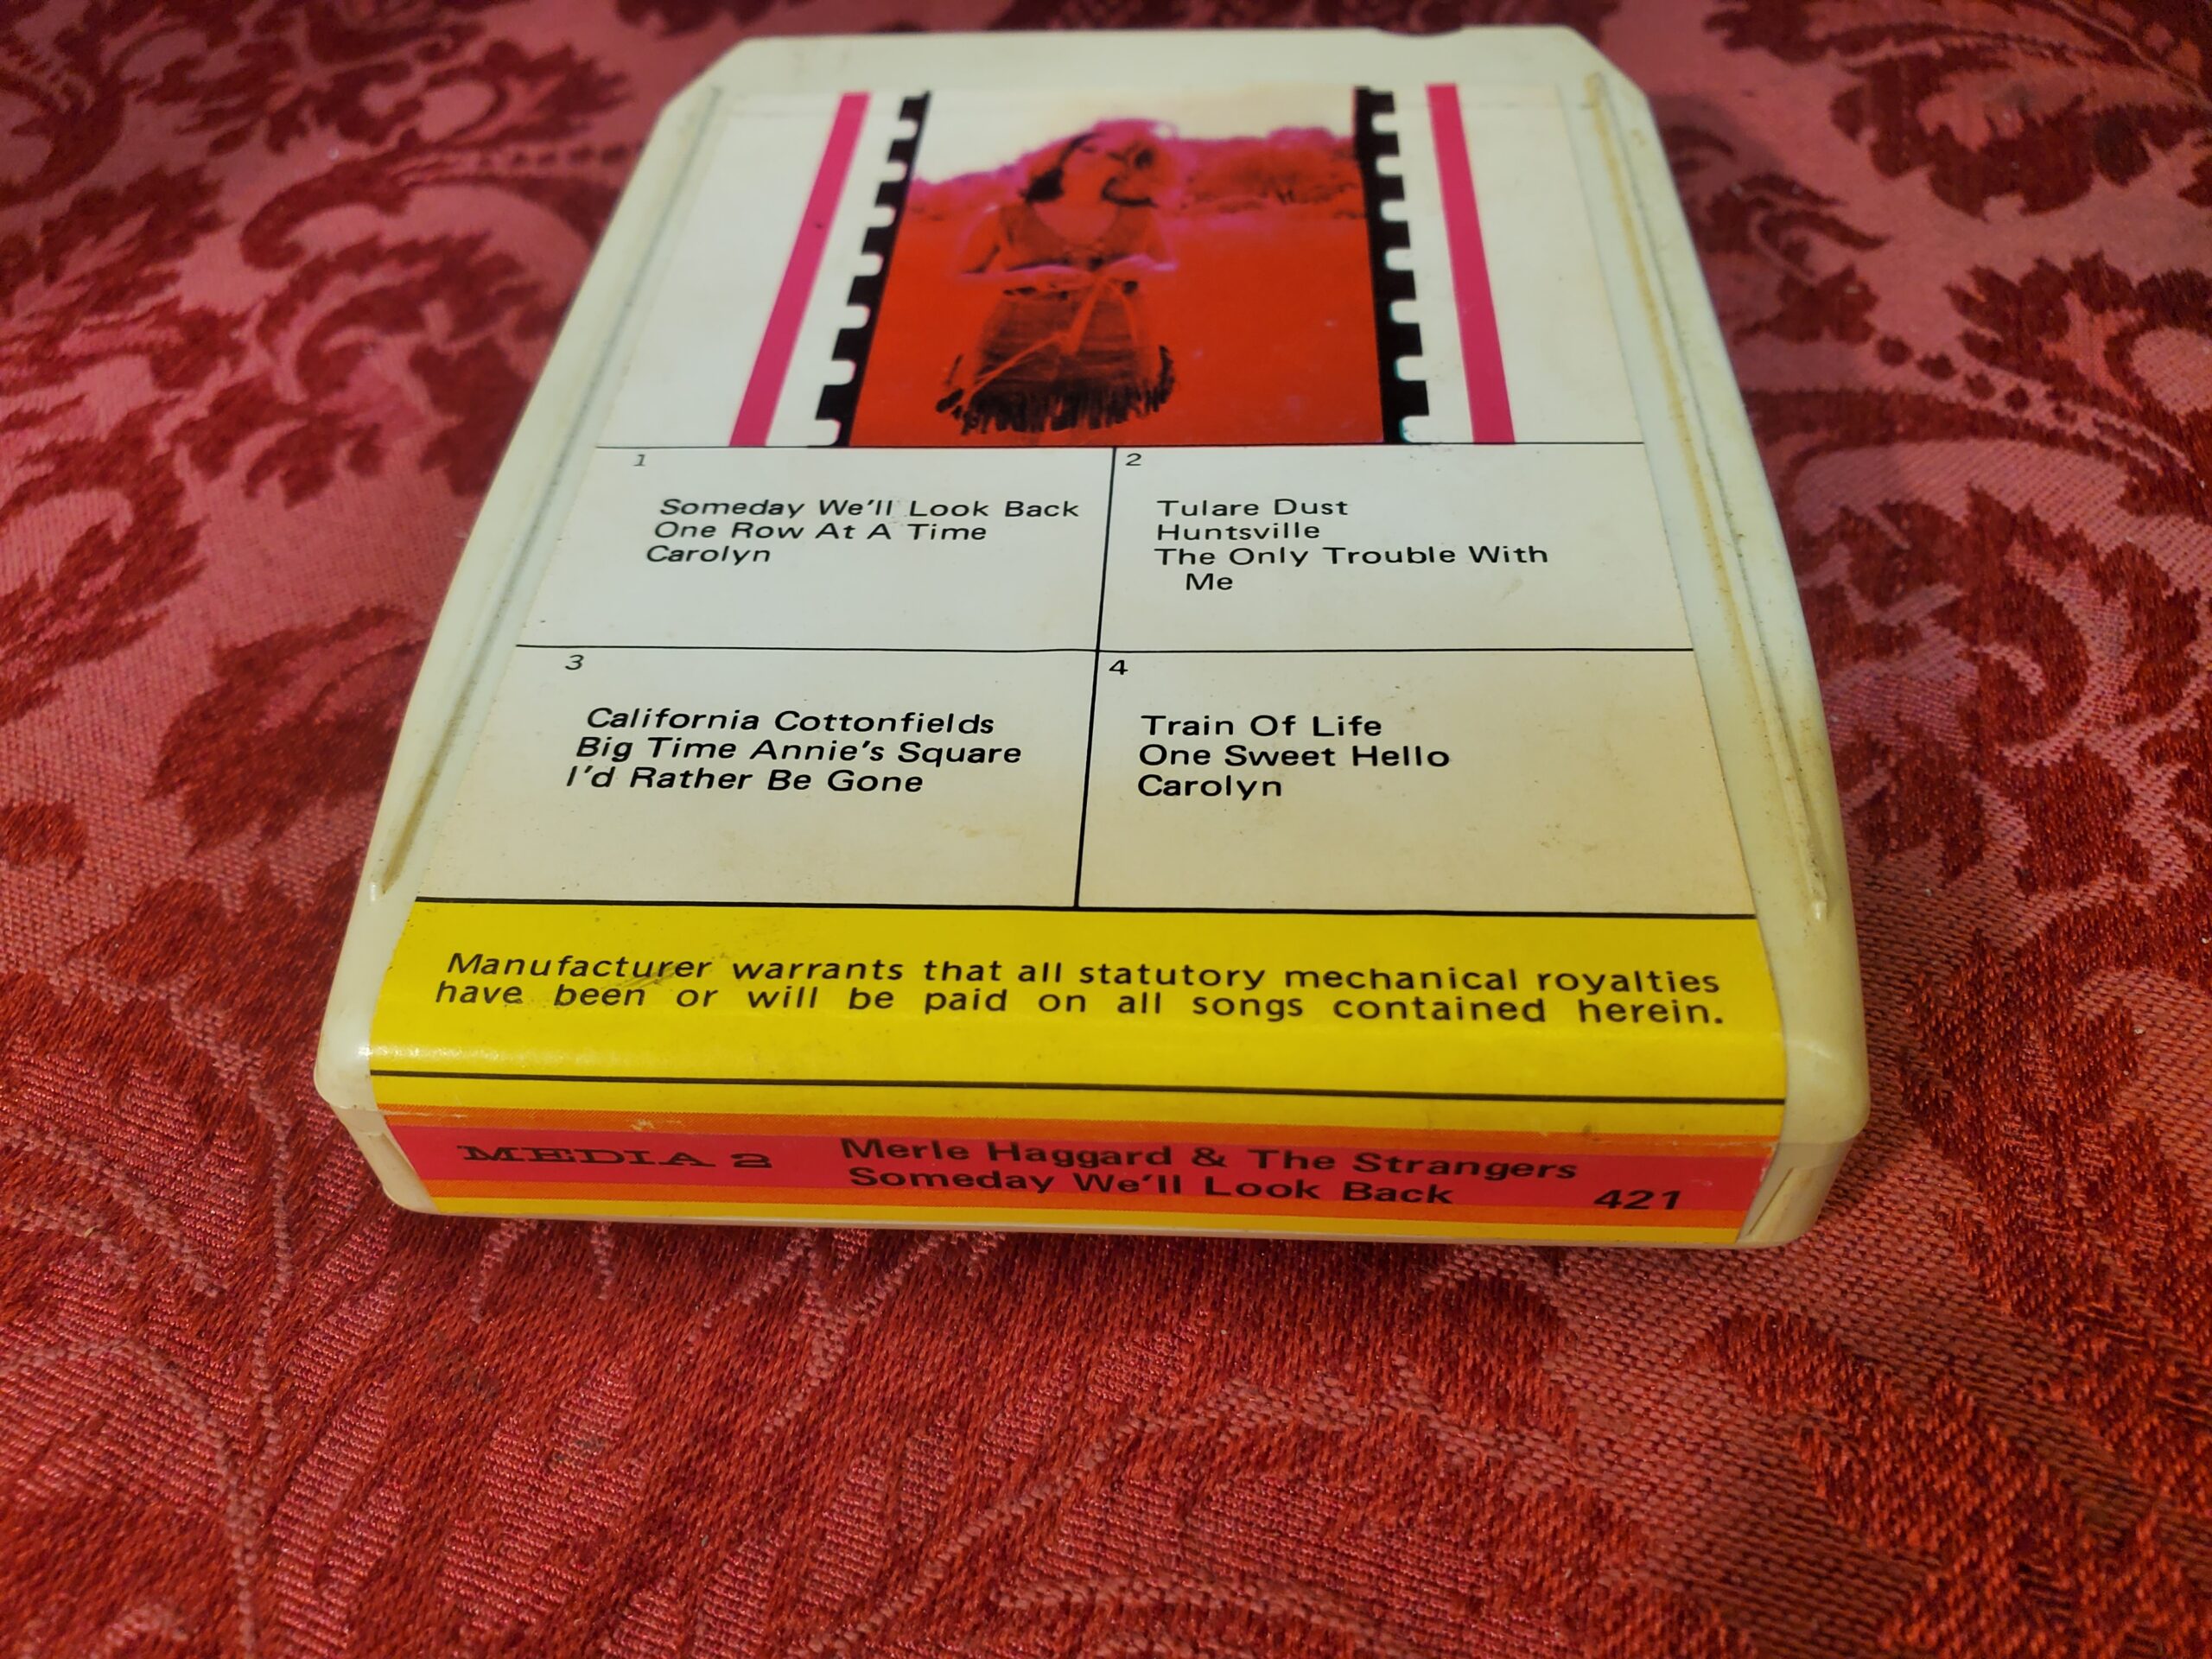 1
Someday We'll Look Back
One Row At A Time
Carolyn
2
Tulare Dust
Huntsville
The Only Trouble With
Me
3
California Cottonfields
Big Time Annie's Square
I'd Rather Be Gone
4
Train Of Life
One Sweet Hello
Carolyn
Manufacturer warrants that all statutory mechanical royalties
have been or will be paid on all songs contained herein.
MEDIA 2
Merle Haggard & The Strangers
Someday We'll Look Back
421